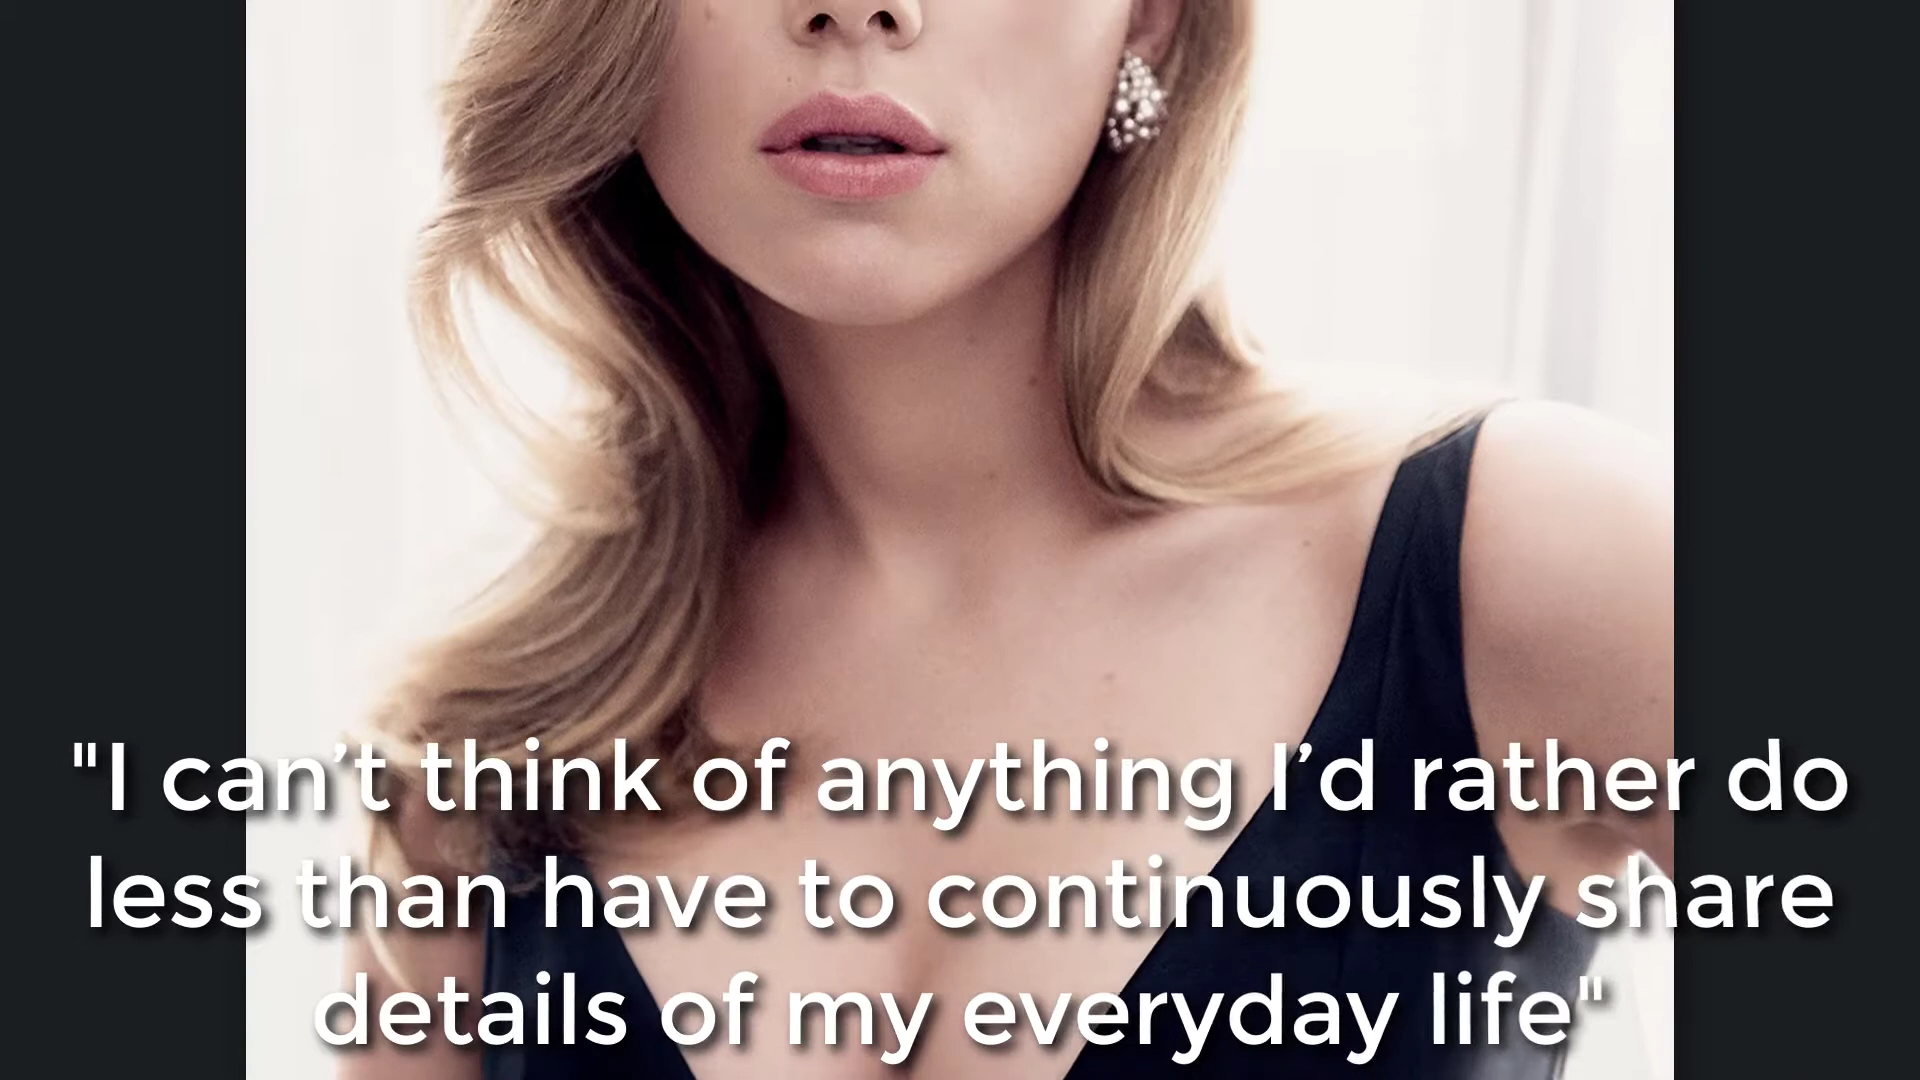 "I can’t think of anything I’d rather do
less than have to continuously share
details of my everyday life"